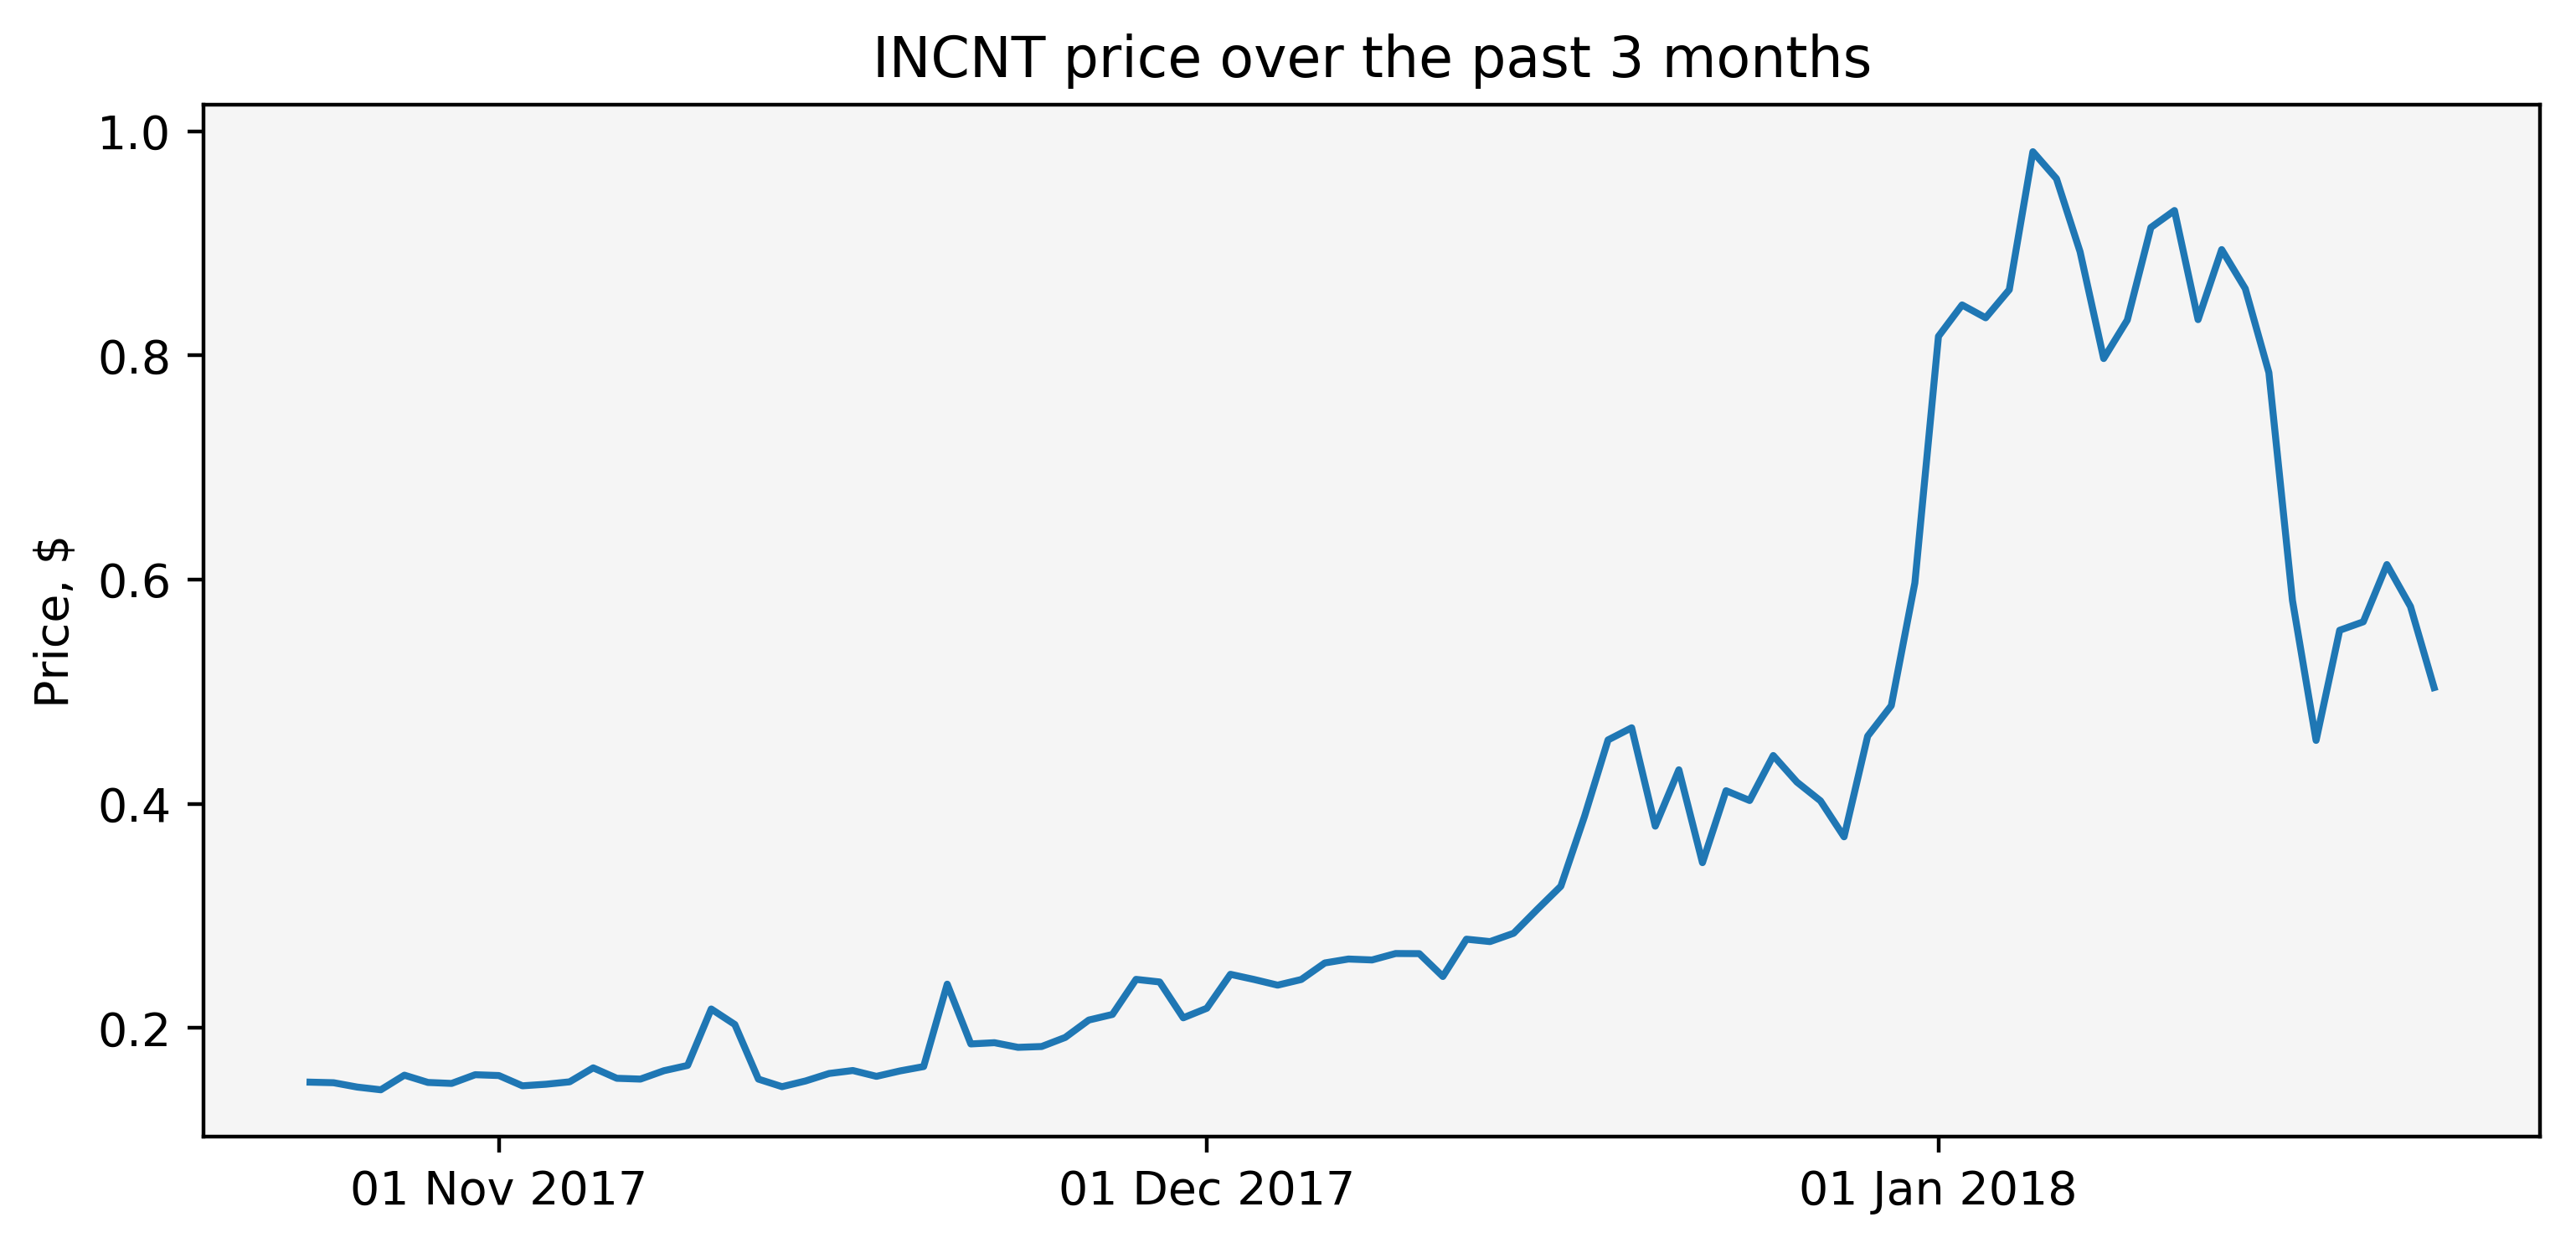 INCNT price over the past 3 months
Price, $
1.0
0.8
0.6
0.4
0.2
01 Nov 2017
01 Dec 2017
01 Jan 2018